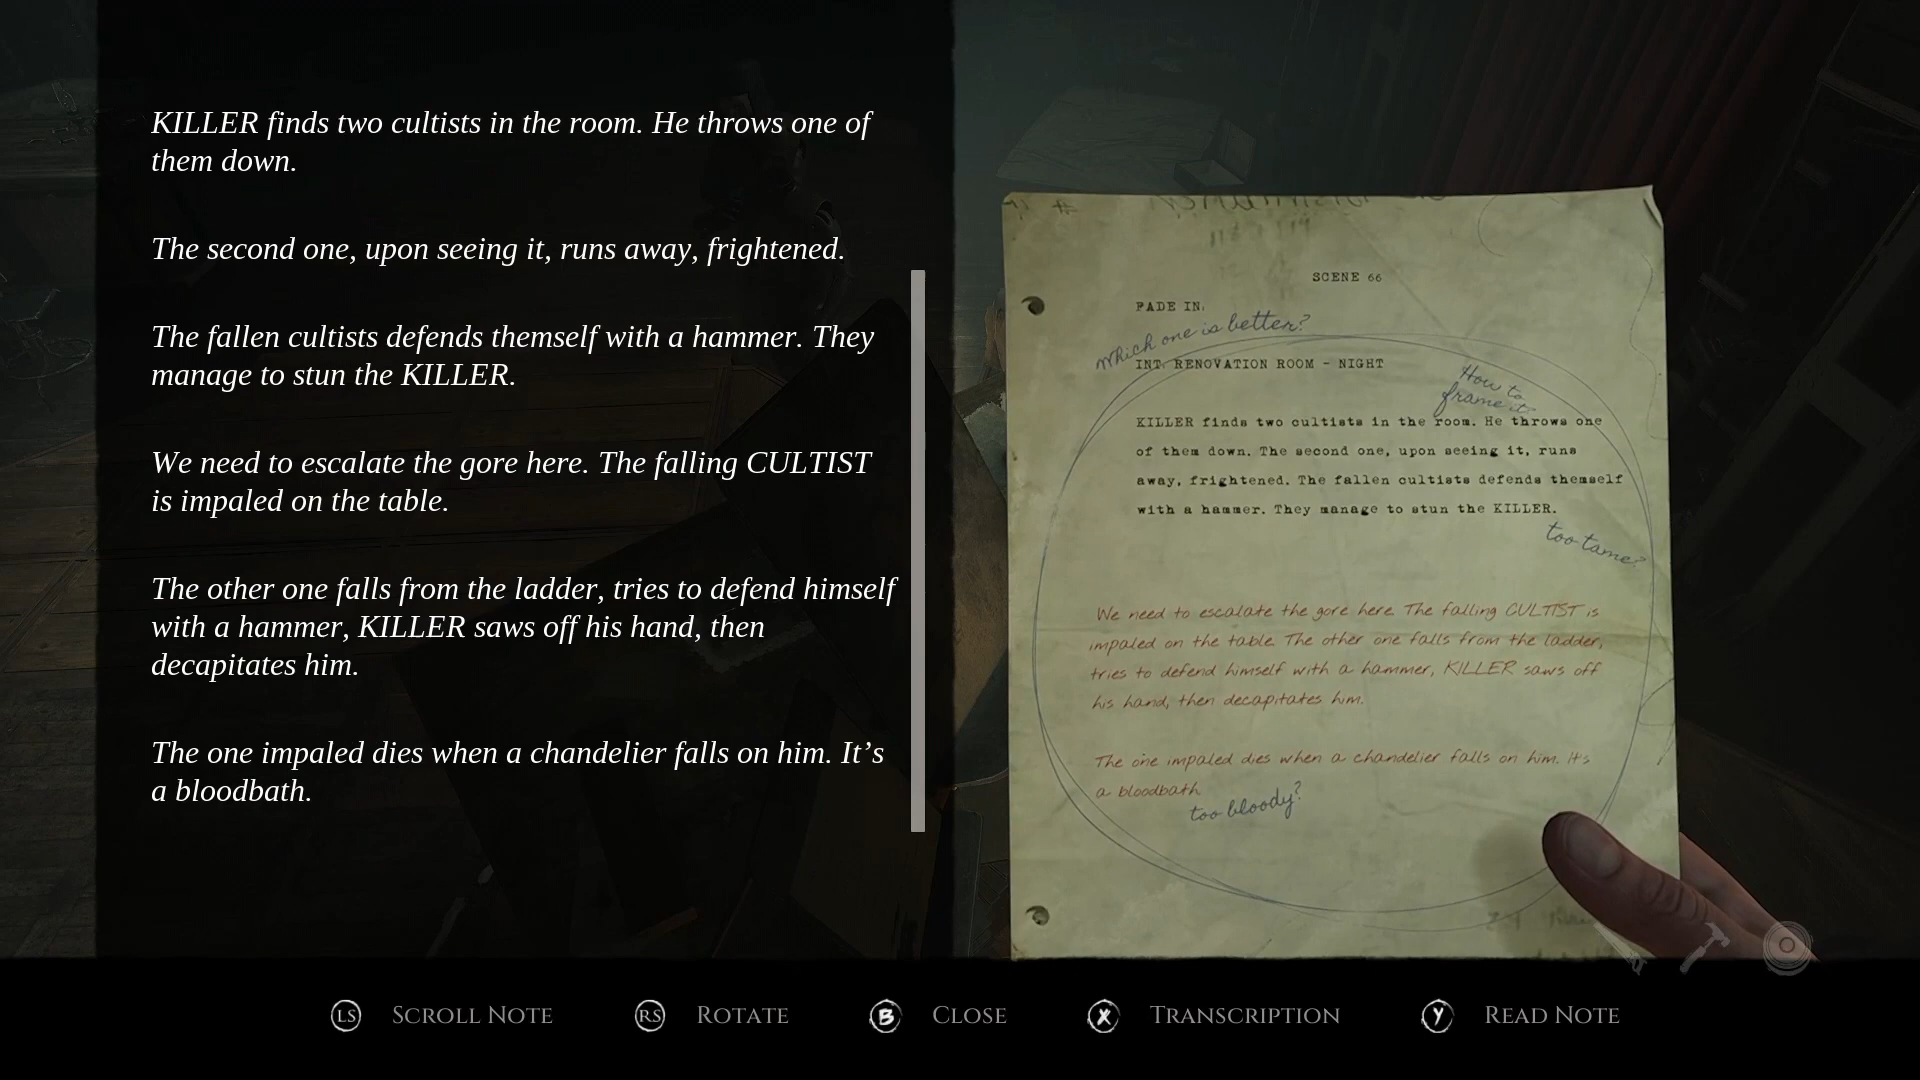 KILLER finds two cultists in the room. He throws one of
them down.
The second one, upon seeing it, runs away, frightened.
The fallen cultists defends themself with a hammer. They
manage to stun the KILLER.
We need to escalate the gore here. The falling CULTIST
is impaled on the table.
The other one falls from the ladder, tries to defend himself
with a hammer, KILLER saws off his hand, then
decapitates him.
The one impaled dies when a chandelier falls on him. It’s
a bloodbath.
SCENE 66
FADE IN:
Which one is better?
INT. RENOVATION ROOM - NIGHT
How to
frame it?
KILLER finds two cultists in the room. He throws one
of them down. The second one, upon seeing it, runs
away, frightened. The fallen cultists defends themself
with a hammer. They manage to stun the KILLER.
too tame?
We need to escalate the gore here. The falling CULTIST is
impaled on the table. The other one falls from the ladder,
tries to defend himself with a hammer, KILLER saws off
his hand, then decapitates him.
The one impaled dies when a chandelier falls on him. It's
a bloodbath
too bloody?
LS SCROLL NOTE RS ROTATE B CLOSE X TRANSCRIPTION Y READ NOTE